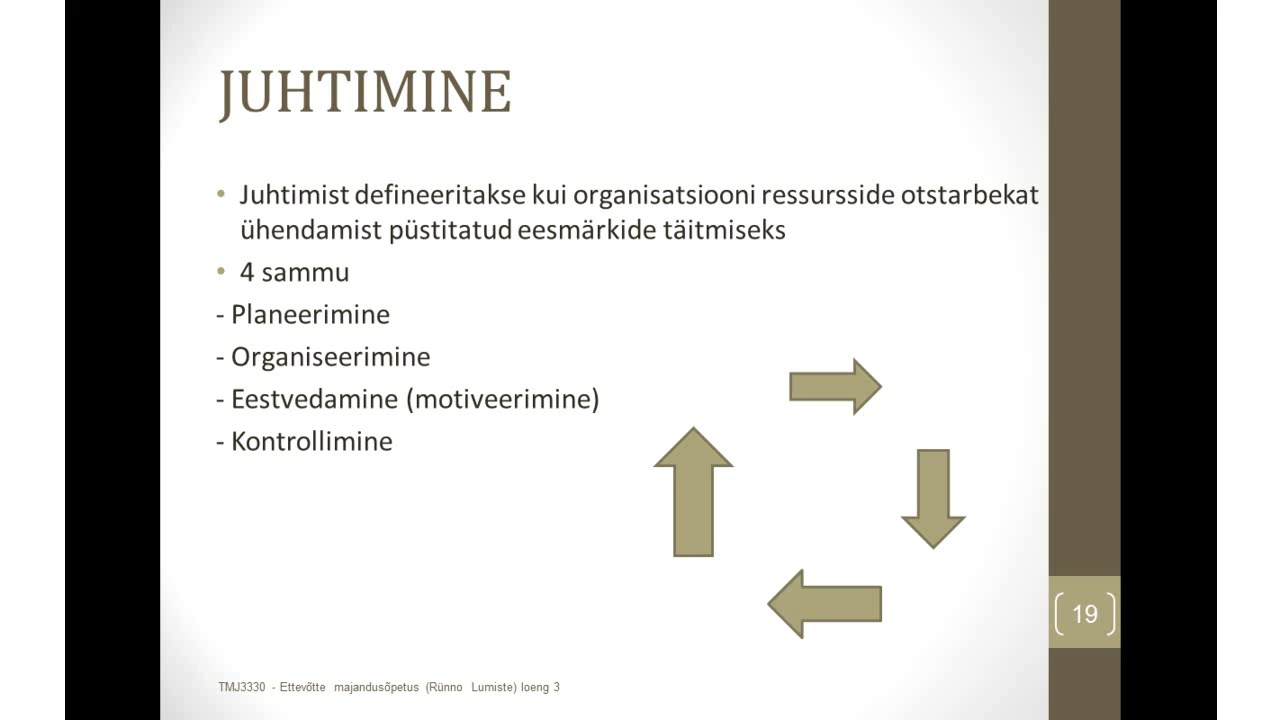 JUHTIMINE
• Juhtimist defineeritakse kui organisatsiooni ressursside otstarbekat
ühendamist püstitatud eesmärkide täitmiseks
• 4 sammu
- Planeerimine
- Organiseerimine
- Eestvedamine (motiveerimine)
- Kontrollimine
19
TMJ3330 - Ettevõtte majandusõpetus (Rünno Lumiste) loeng 3